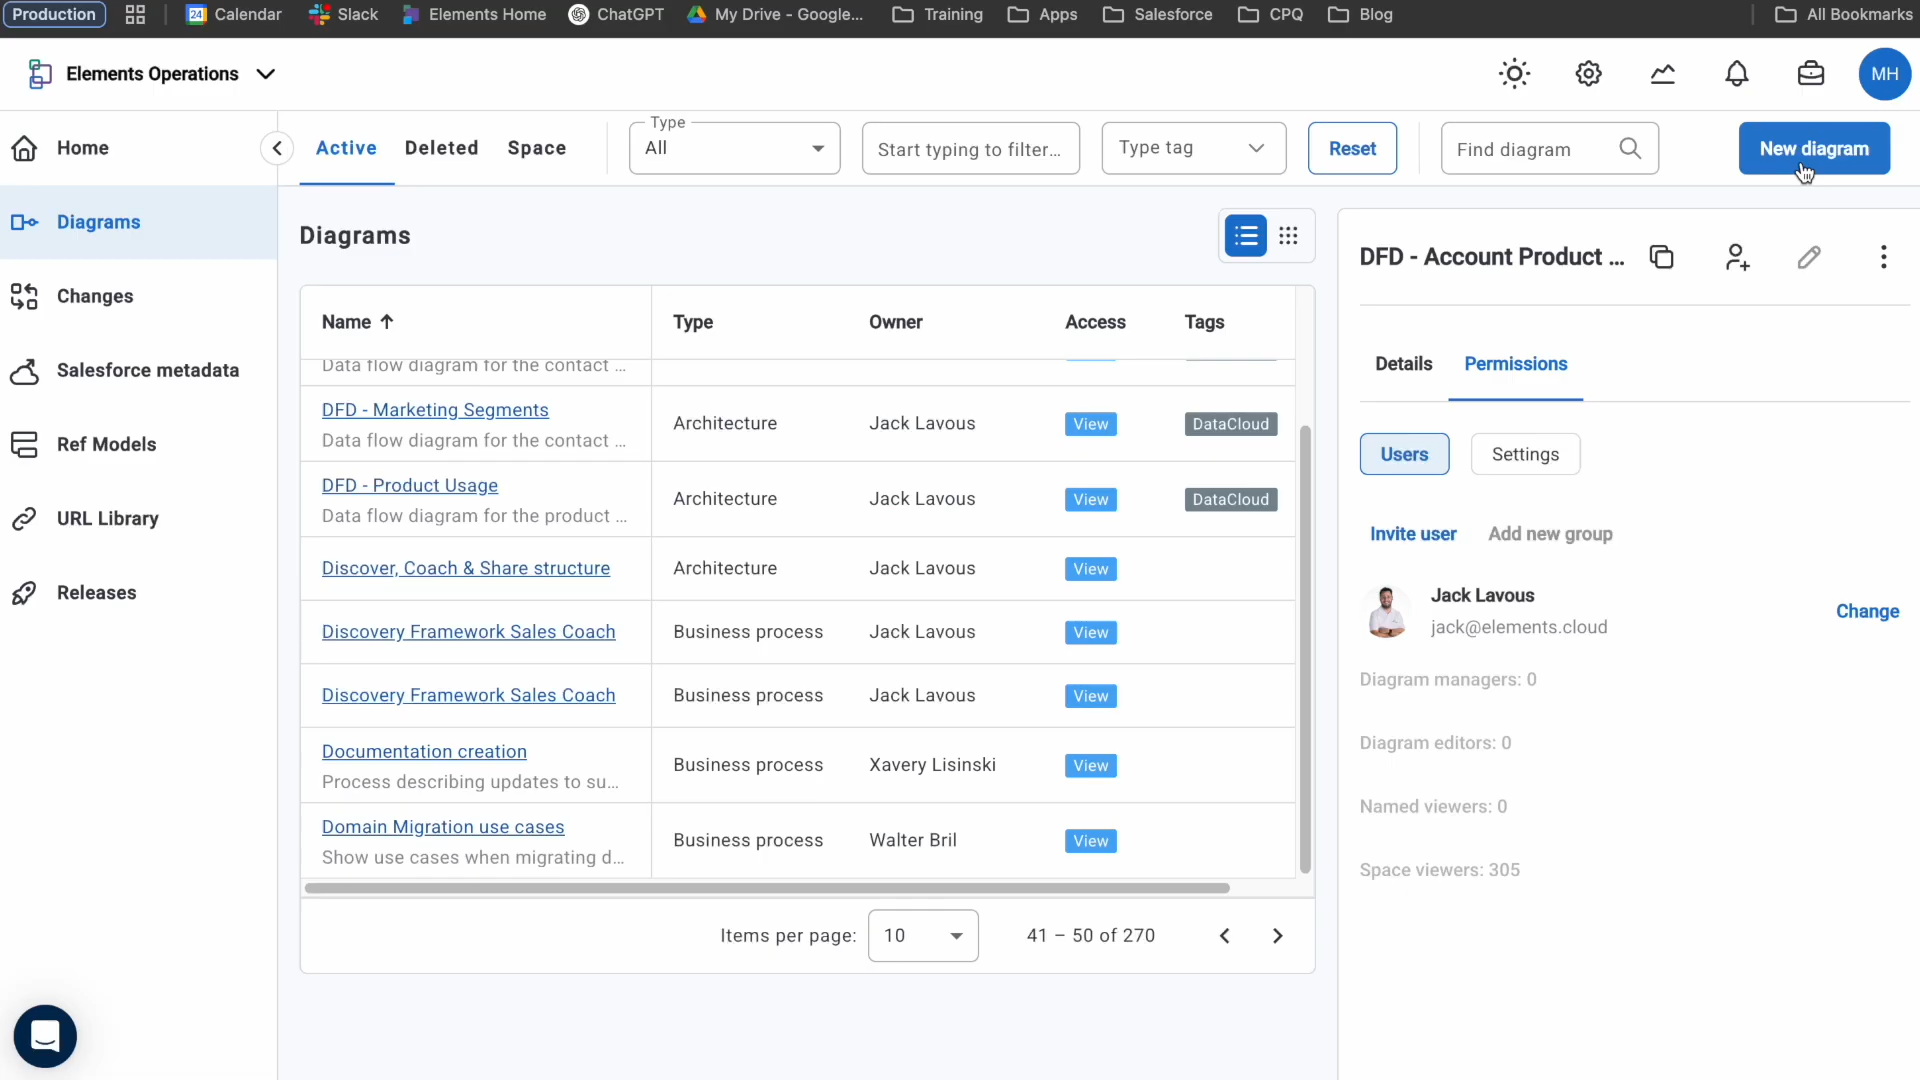 Production
24 Calendar
Slack
Elements Home
ChatGPT
My Drive - Google...
Training
Apps
Salesforce
CPQ
Blog
All Bookmarks
Elements Operations
MH
Home
Diagrams
Changes
Salesforce metadata
Ref Models
URL Library
Releases
Active
Deleted
Space
Type
All
Start typing to filter...
Type tag
Reset
Find diagram
New diagram
Diagrams
Name Type Owner Access Tags
Data flow diagram for the contact ...
DFD - Marketing Segments
Data flow diagram for the contact ...
Architecture Jack Lavous View DataCloud
DFD - Product Usage
Data flow diagram for the product ...
Architecture Jack Lavous View DataCloud
Discover, Coach & Share structure Architecture Jack Lavous View
Discovery Framework Sales Coach Business process Jack Lavous View
Discovery Framework Sales Coach Business process Jack Lavous View
Documentation creation
Process describing updates to su...
Business process Xavery Lisinski View
Domain Migration use cases
Show use cases when migrating d...
Business process Walter Bril View
Items per page: 10 41 – 50 of 270
DFD - Account Product ...
Details Permissions
Users Settings
Invite user Add new group
Jack Lavous
jack@elements.cloud
Change
Diagram managers: 0
Diagram editors: 0
Named viewers: 0
Space viewers: 305